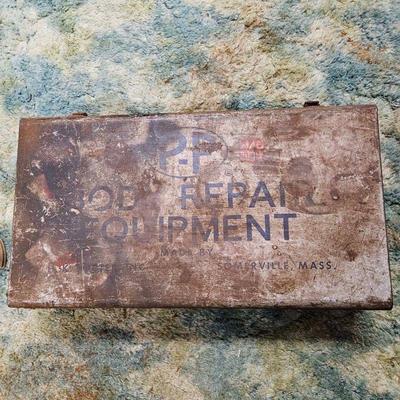 P-F
BODY REPAIR
EQUIPMENT
MADE BY
SOMERVILLE, MASS.